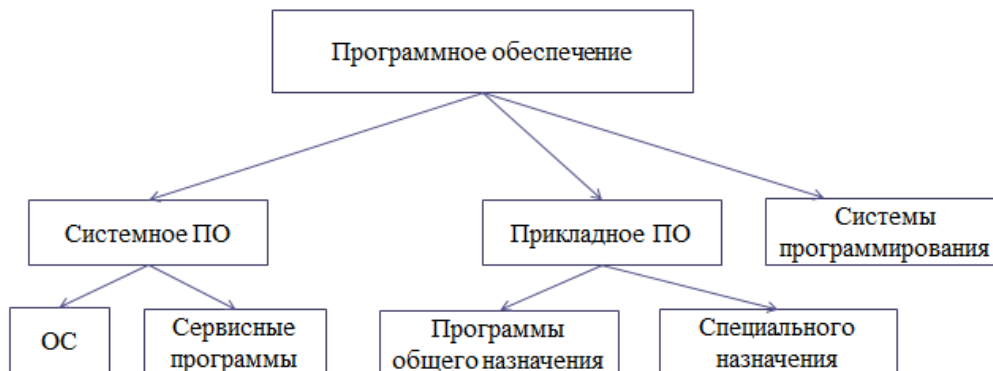 Программное обеспечение
Системное ПО
Прикладное ПО
Системы
программирования
ОС
Сервисные
программы
Программы
общего назначения
Специального
назначения